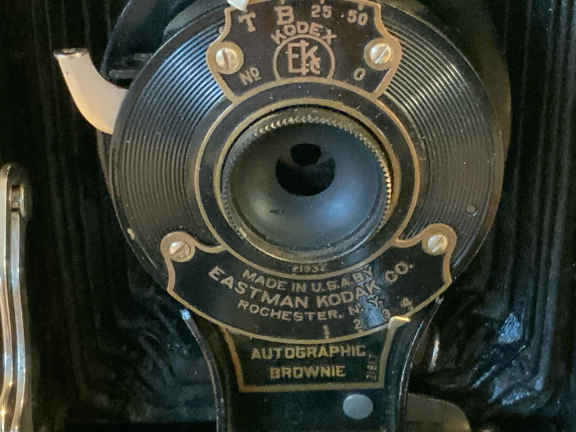 T B 25 50
KODEX
EK
No 0
21932
MADE IN U.S.A BY
EASTMAN KODAK CO.
ROCHESTER, N.Y.
1 2 3 4
AUTOGRAPHIC
BROWNIE